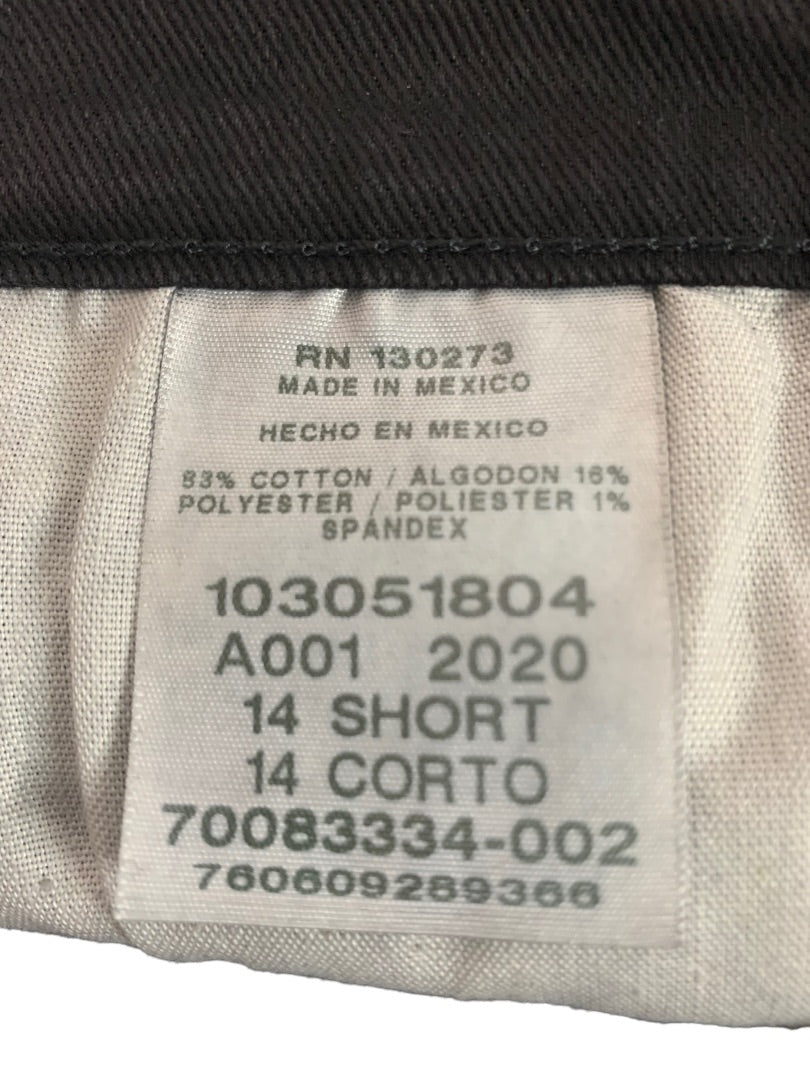 RN 130273
MADE IN MEXICO
HECHO EN MEXICO
83% COTTON / ALGODON 16%
POLYESTER / POLIESTER 1%
SPANDEX
103051804
A001 2020
14 SHORT
14 CORTO
70083334-002
760609289366